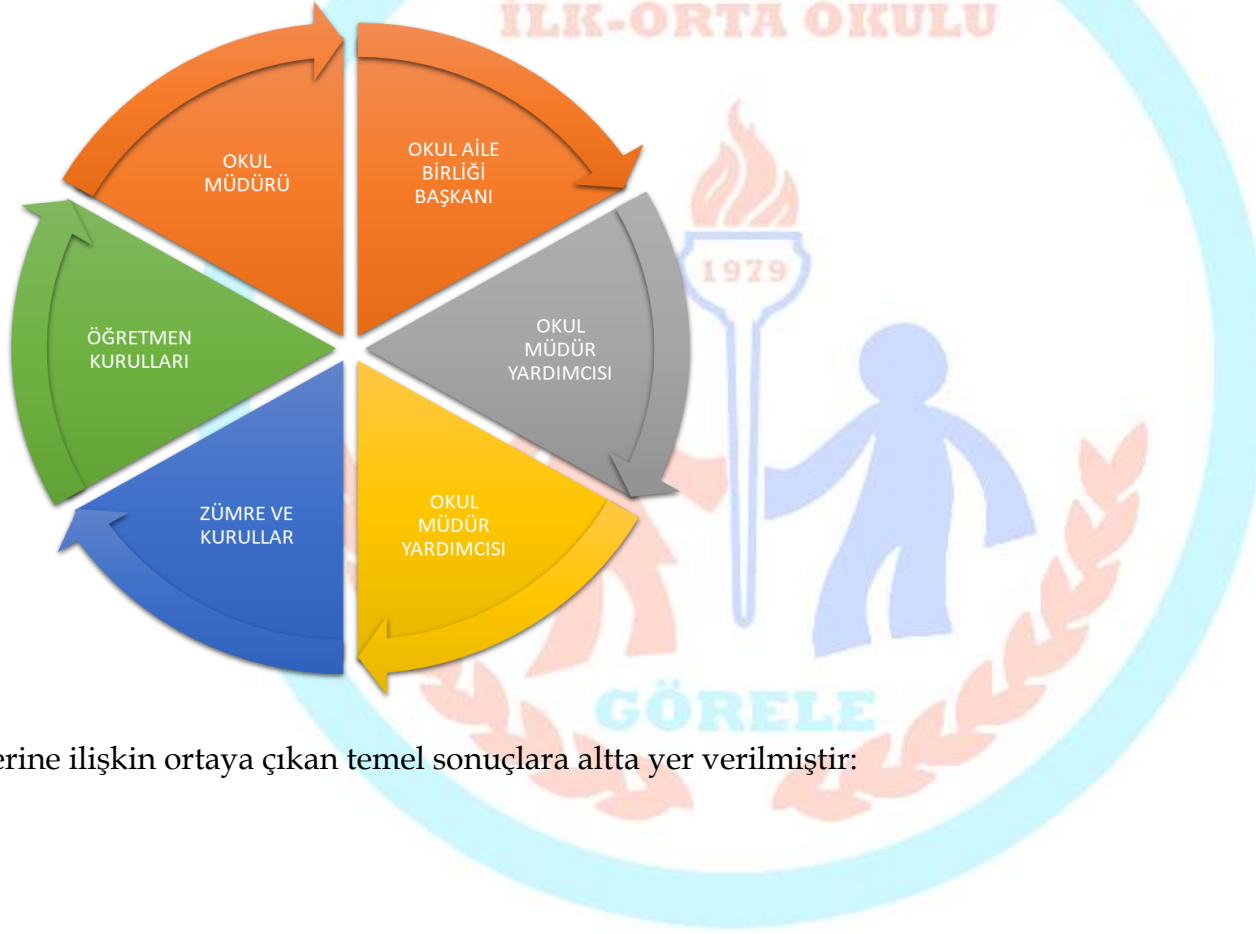 İLK-ORTA OKULU
OKUL
MÜDÜRÜ
OKUL AİLE
BİRLİĞİ
BAŞKANI
1979
OKUL
MÜDÜR
YARDIMCISI
ÖĞRETMEN
KURULLARI
ZÜMRE VE
KURULLAR
OKUL
MÜDÜR
YARDIMCISI
GÖRELE
erine ilişkin ortaya çıkan temel sonuçlara altta yer verilmiştir: